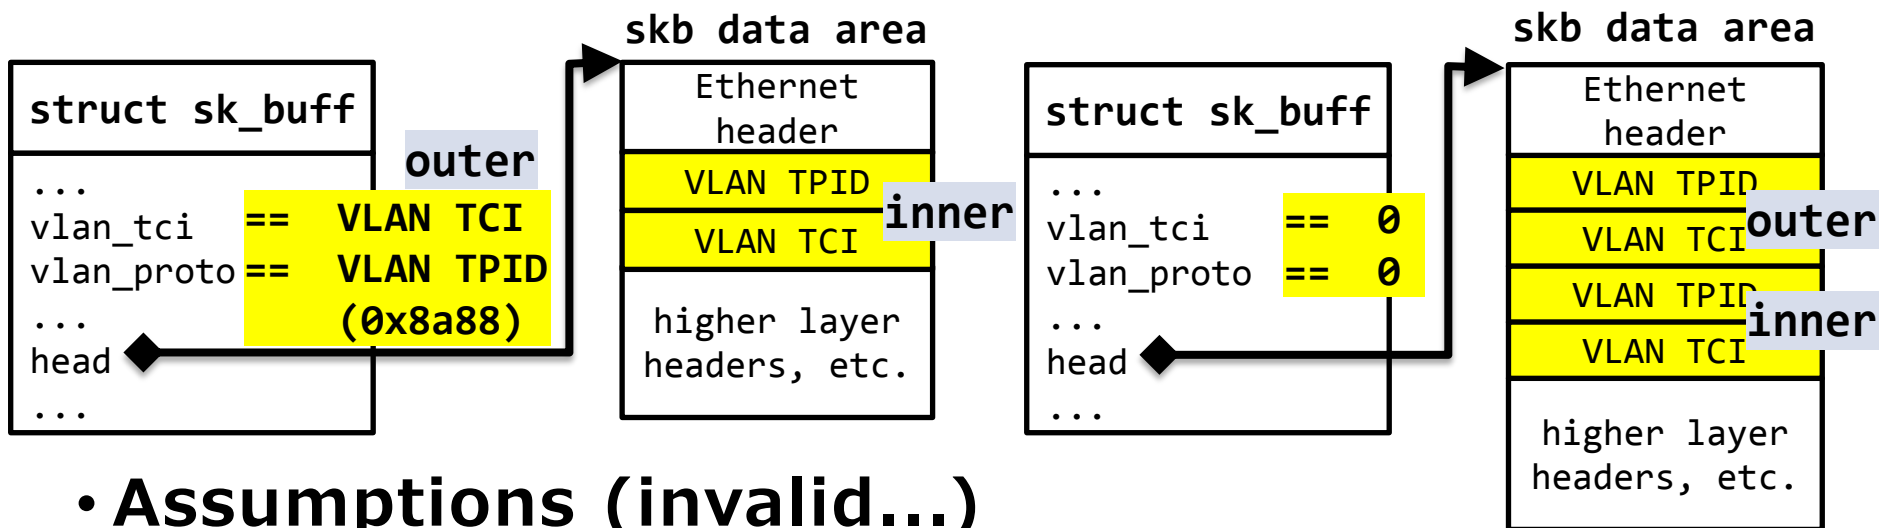 skb data area
struct sk_buff
outer
...
vlan_tci == VLAN TCI
vlan_proto == VLAN TPID
(0x8a88)
...
head
...
Ethernet
header
VLAN TPID
inner
VLAN TCI
higher layer
headers, etc.
skb data area
struct sk_buff
...
vlan_tci == 0
vlan_proto == 0
...
head
...
Ethernet
header
VLAN TPID
outer
VLAN TCI
VLAN TPID
inner
VLAN TCI
higher layer
headers, etc.
• Assumptions (invalid...)